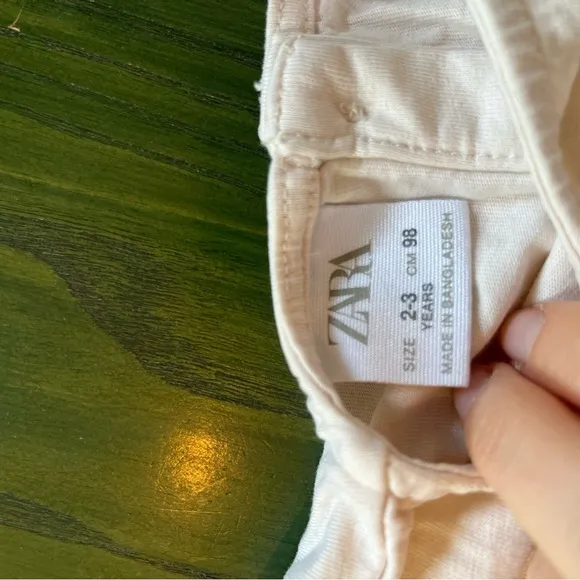 ZARA
SIZE 2-3 CM 98
YEARS
MADE IN BANGLADESH